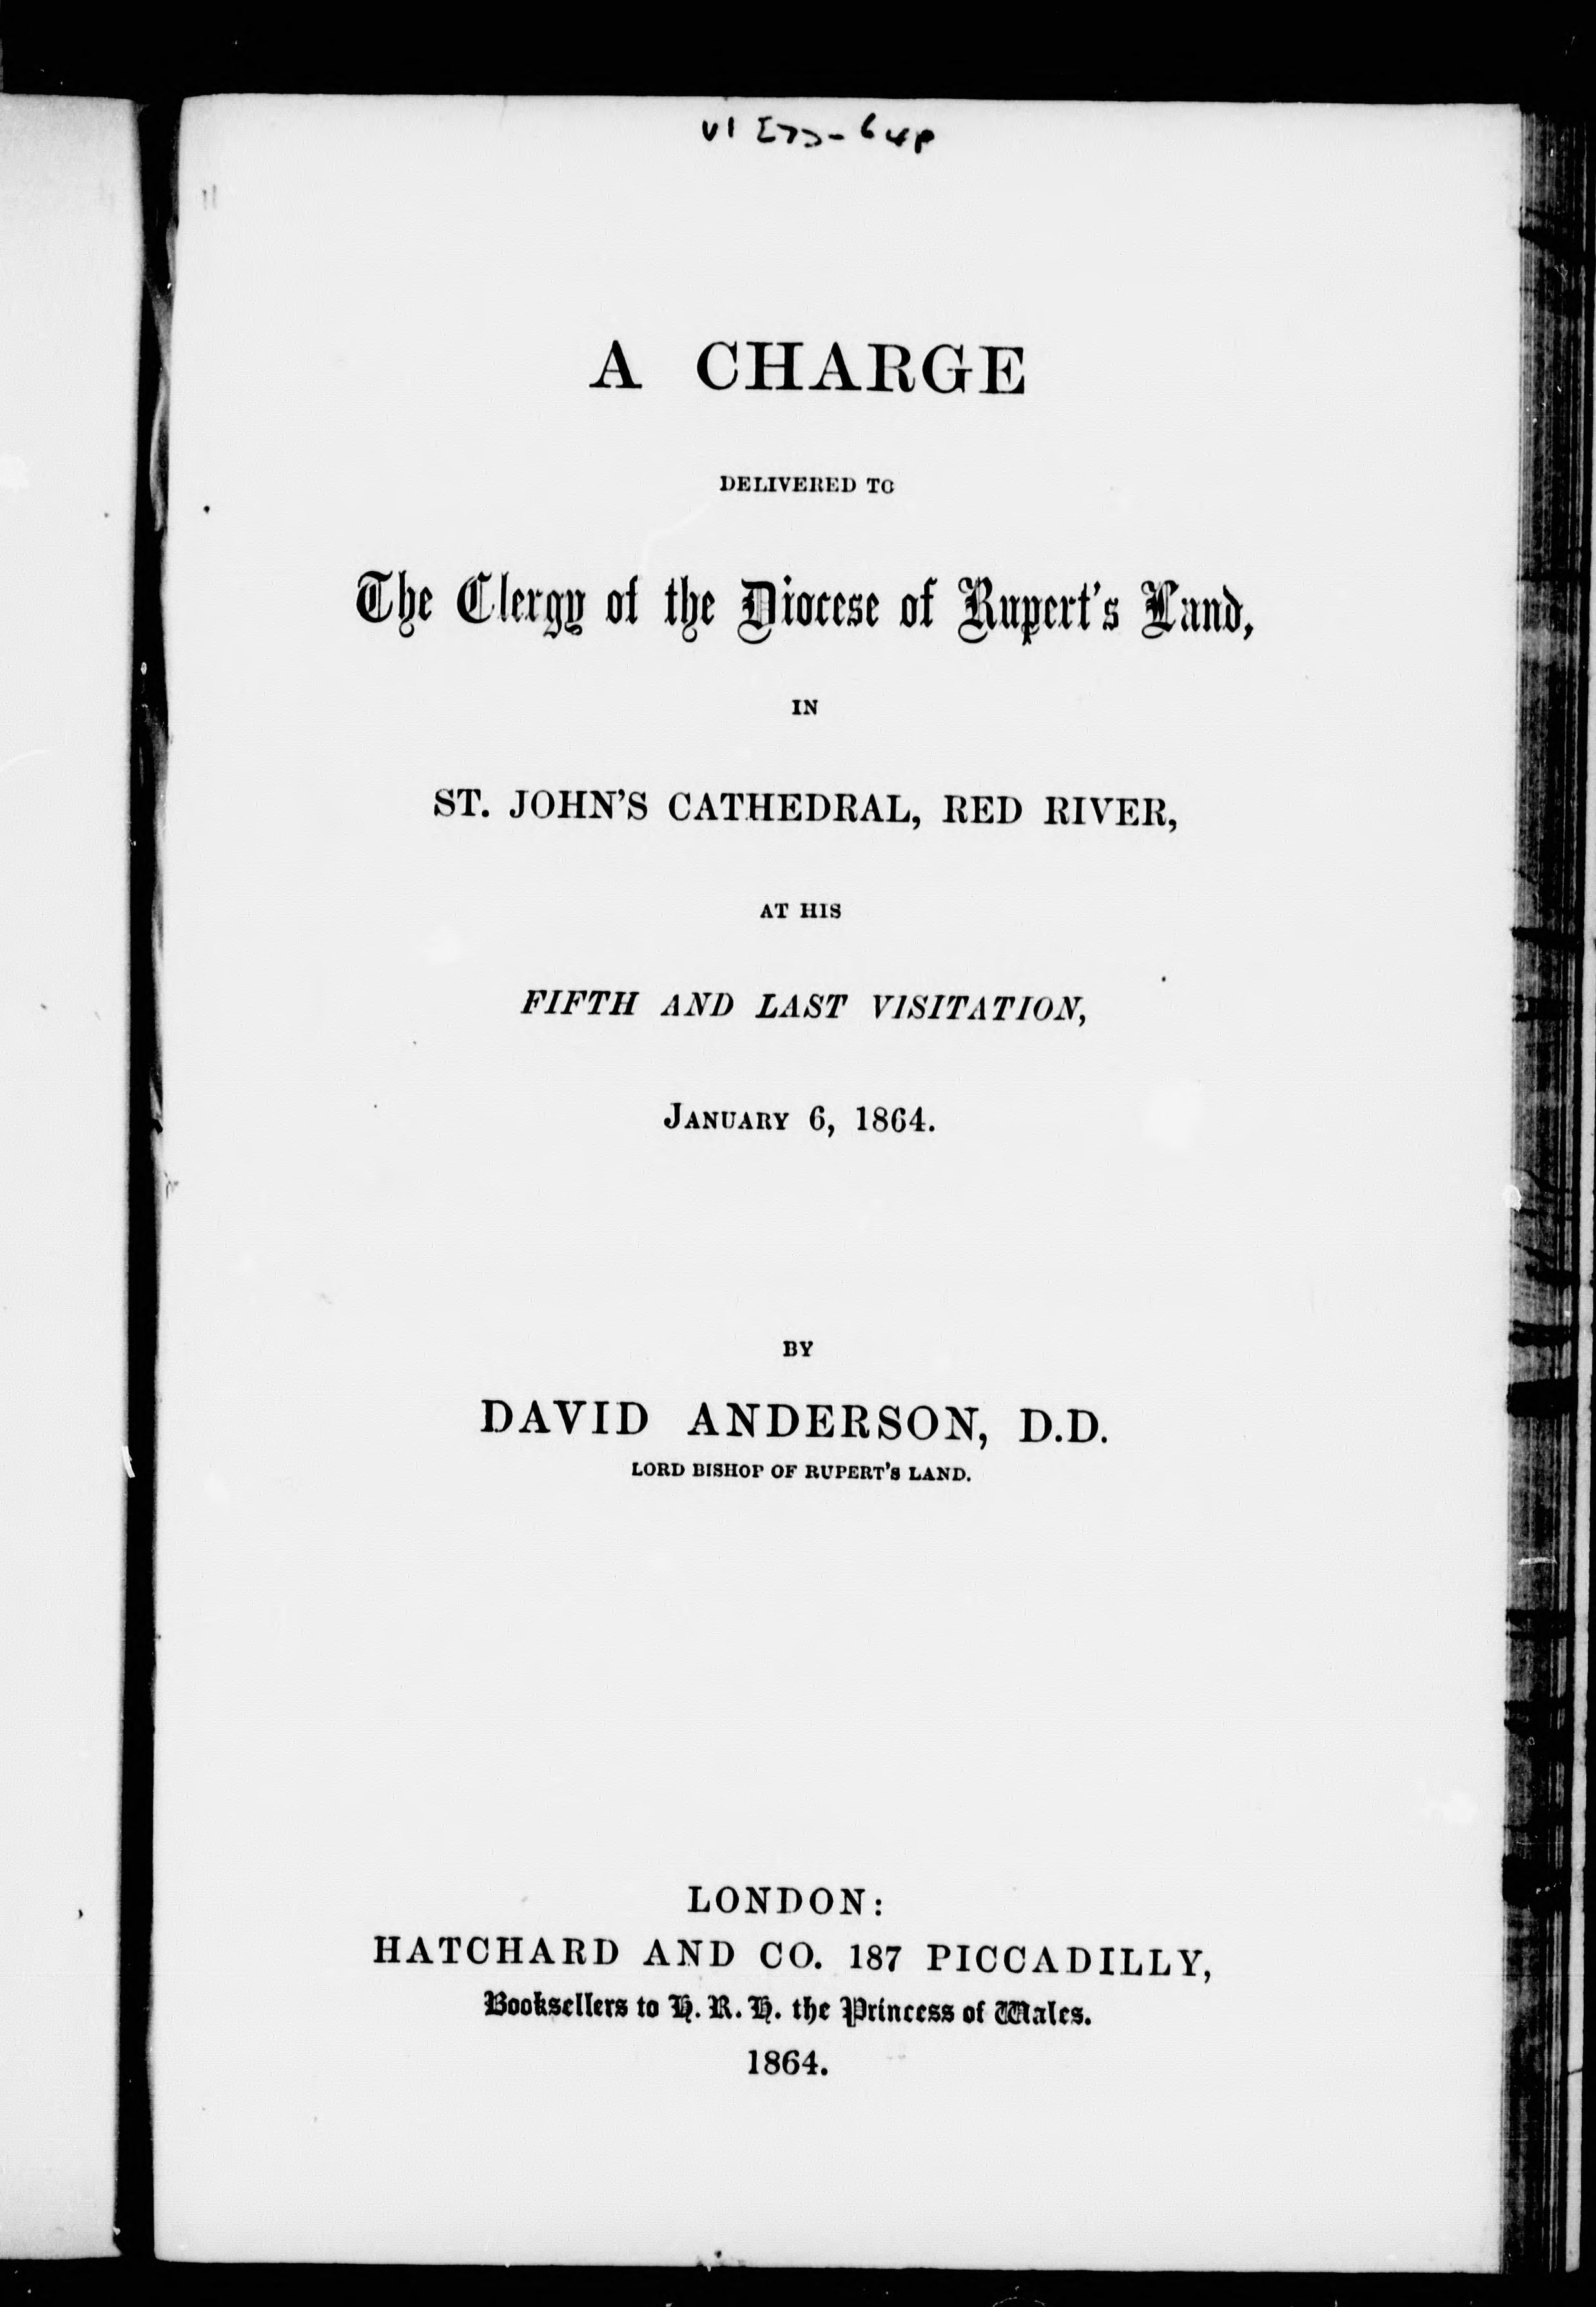 A CHARGE
DELIVERED TO
The Clergy of the Diocese of Rupert's Land,
IN
ST. JOHN'S CATHEDRAL, RED RIVER,
AT HIS
FIFTH AND LAST VISITATION,
JANUARY 6, 1864.
BY
DAVID ANDERSON, D.D.
LORD BISHOP OF RUPERT'S LAND.
LONDON:
HATCHARD AND CO. 187 PICCADILLY,
Booksellers to H. R. H. the Princess of Wales.
1864.